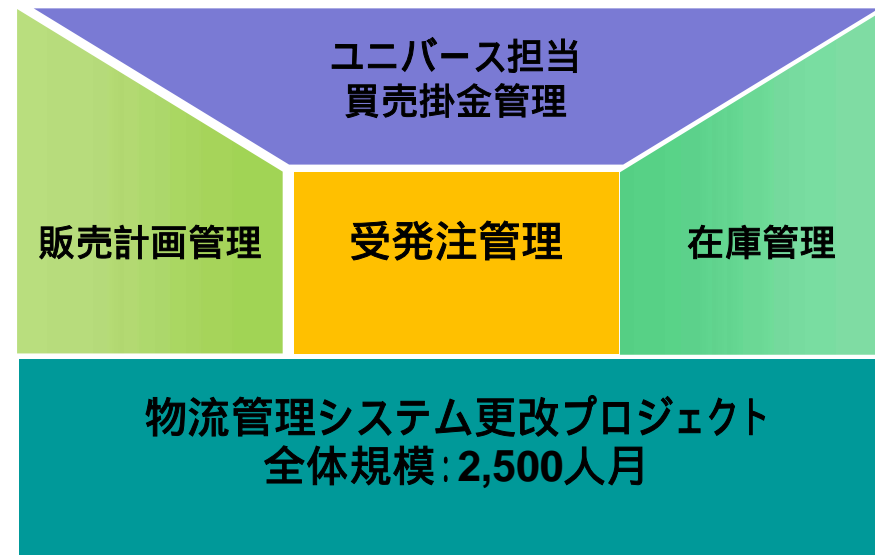 ユニバース担当
買売掛金管理
販売計画管理
受発注管理
在庫管理
物流管理システム更改プロジェクト
全体規模:2,500人月